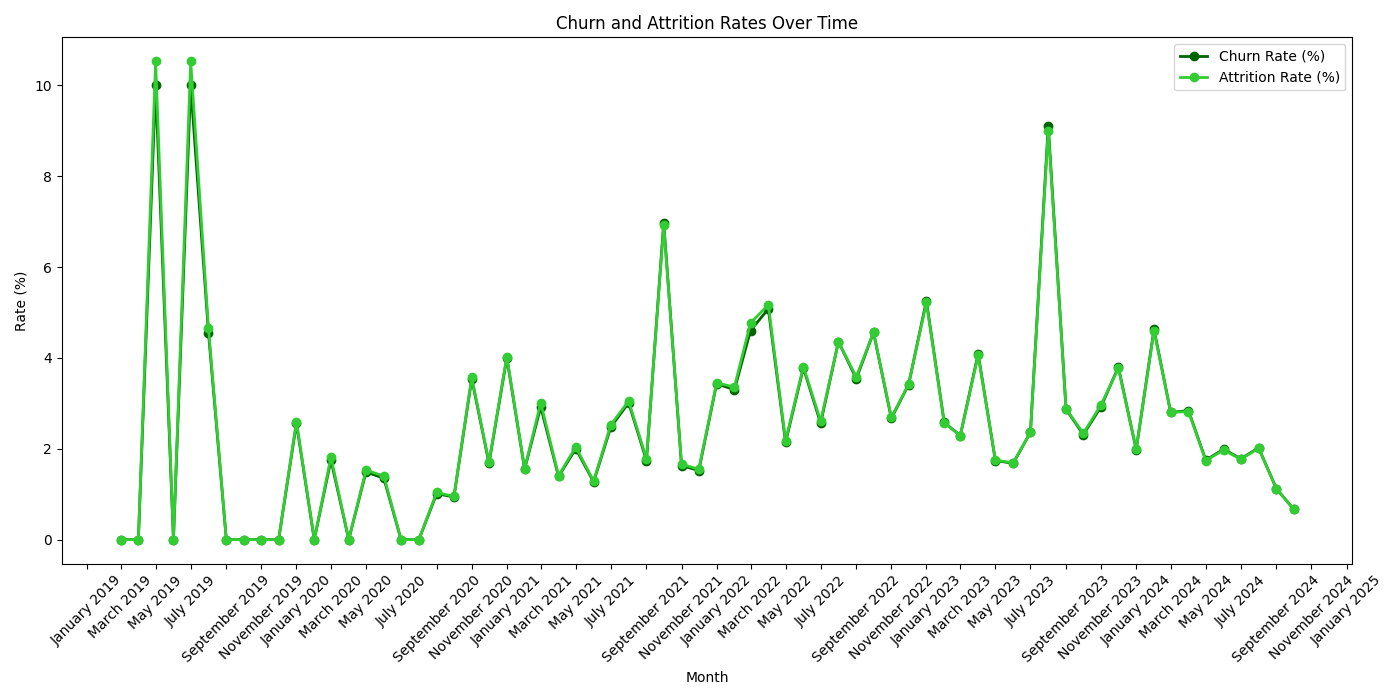 Churn and Attrition Rates Over Time
Churn Rate (%)
Attrition Rate (%)
Rate (%)
10
8
6
4
2
0
January 2019
March 2019
May 2019
July 2019
September 2019
November 2019
January 2020
March 2020
May 2020
July 2020
September 2020
November 2020
January 2021
March 2021
May 2021
July 2021
September 2021
November 2021
January 2022
March 2022
May 2022
July 2022
September 2022
November 2022
January 2023
March 2023
May 2023
July 2023
September 2023
November 2023
January 2024
March 2024
May 2024
July 2024
September 2024
November 2024
January 2025
Month